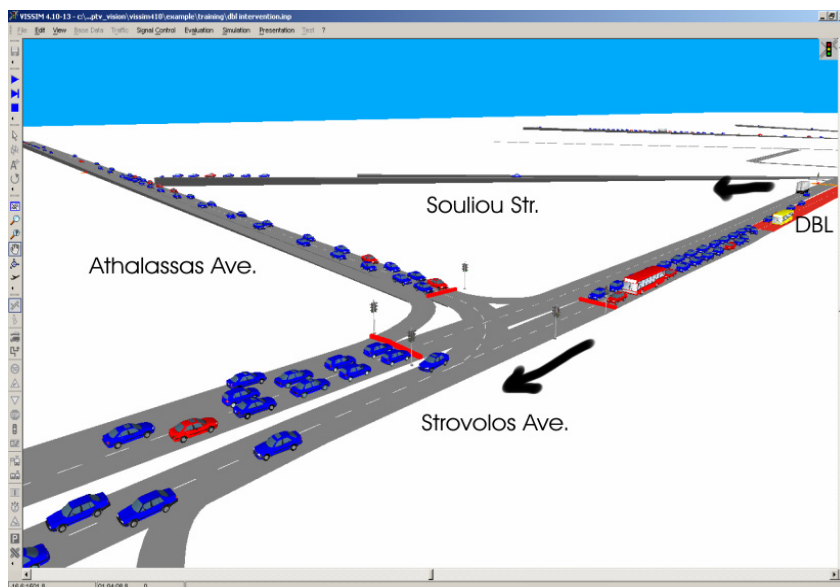 VISSIM 4.10-13 - c:\...ptv_vision\vissim410\example\training\dbl intervention.inp
File Edit View Base Data Traffic Signal Control Evaluation Simulation Presentation Test ?
Souliou Str.
DBL
Athalassas Ave.
Strovolos Ave.